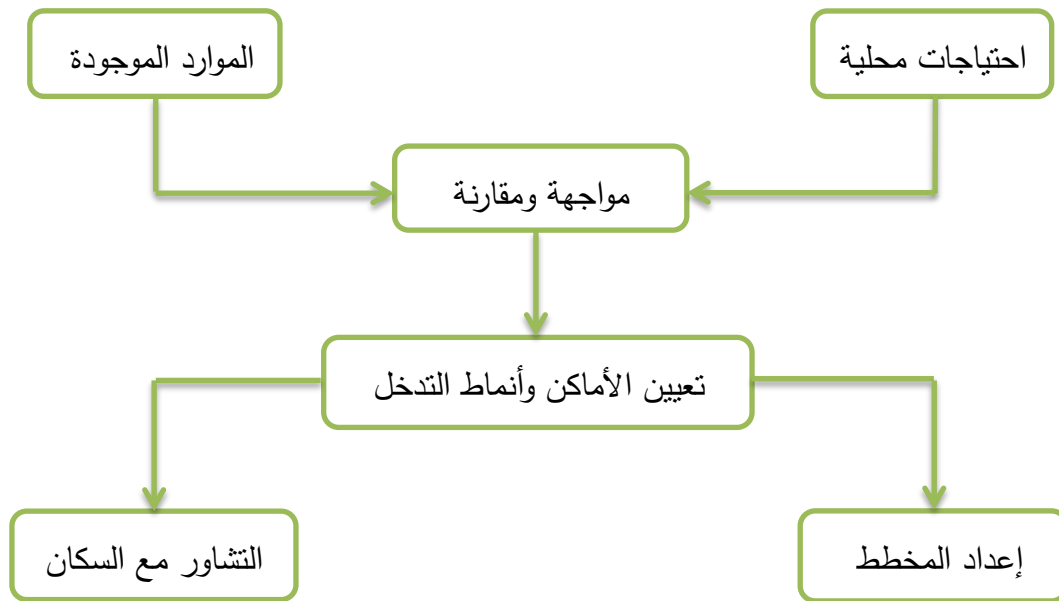 احتياجات محلية
الموارد الموجودة
مواجهة ومقارنة
تعيين الأماكن وأنماط التدخل
إعداد المخطط
التشاور مع السكان